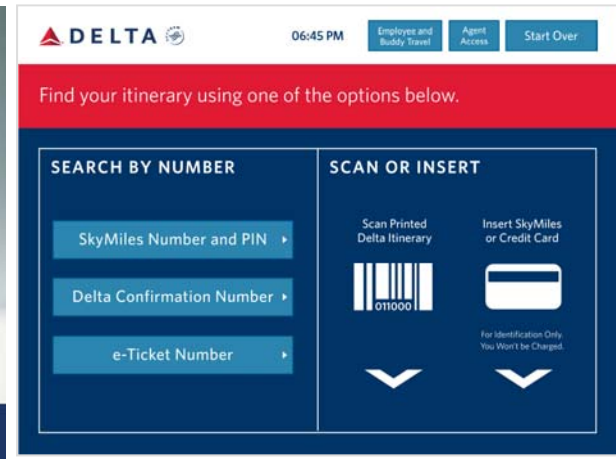 DELTA
06:45 PM
Employee and
Buddy Travel
Agent
Access
Start Over
Find your itinerary using one of the options below.
SEARCH BY NUMBER
SkyMiles Number and PIN
Delta Confirmation Number
e-Ticket Number
SCAN OR INSERT
Scan Printed
Delta Itinerary
011000
Insert SkyMiles
or Credit Card
For Identification Only.
You Won't be Charged.